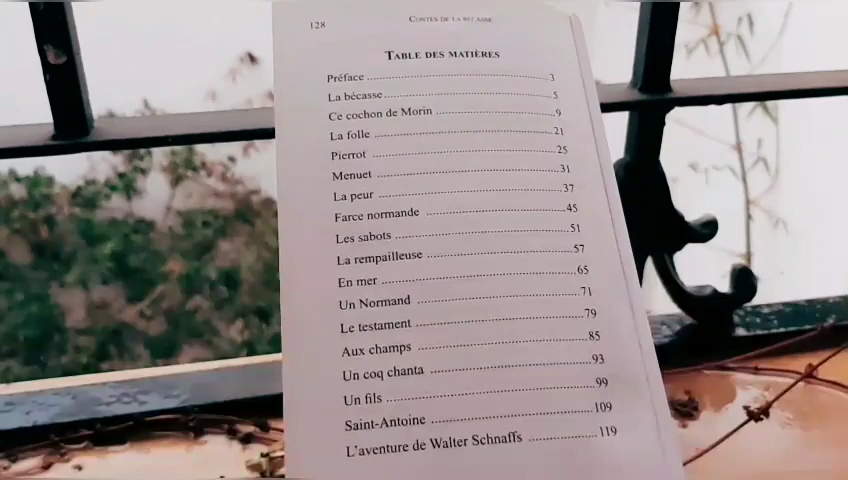 128
CONTES DE LA BÉCASSE
TABLE DES MATIÈRES
Préface ........................................................3
La bécasse.....................................................5
Ce cochon de Morin ....................................9
La folle ......................................................21
Pierrot ......................................................25
Menuet ......................................................31
La peur ......................................................37
Farce normande .........................................45
Les sabots ..................................................51
La rempailleuse .........................................57
En mer .......................................................65
Un Normand ..............................................71
Le testament ..............................................79
Aux champs ...............................................85
Un coq chanta ............................................93
Un fils .......................................................99
Saint-Antoine ...........................................109
L'aventure de Walter Schnaffs .................119